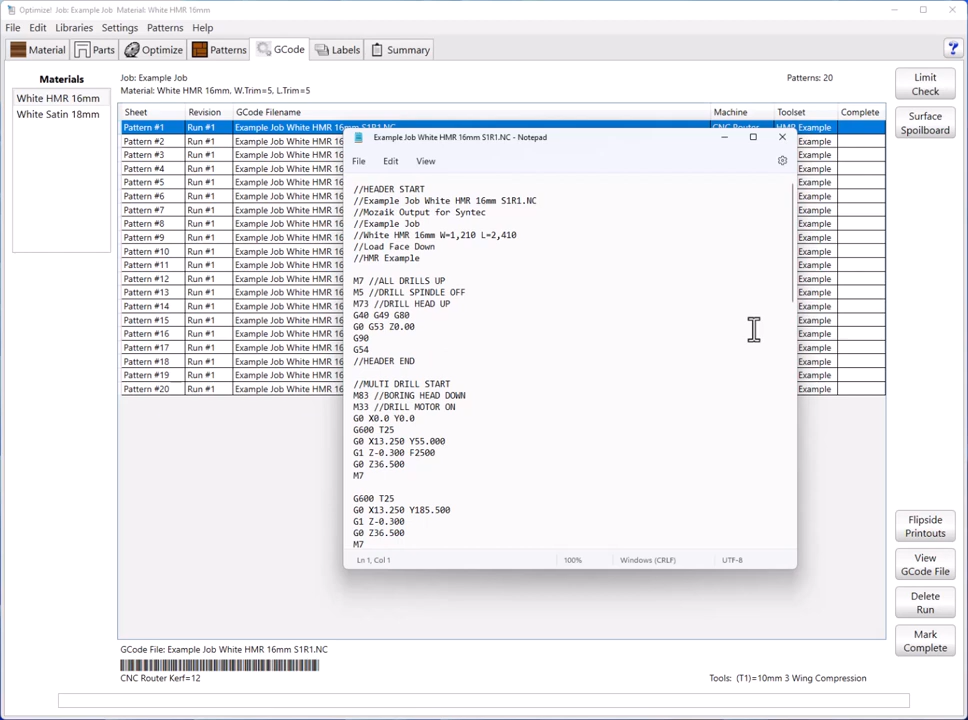 Optimize! Job: Example Job  Material: White HMR 16mm
File Edit Libraries Settings Patterns Help
Material Parts Optimize Patterns GCode Labels Summary ?
Materials
White HMR 16mm
White Satin 18mm
Job: Example Job
Patterns: 20
Material: White HMR 16mm. W.Trim=5, L.Trim=5
Sheet Revision GCode Filename Machine Toolset Complete
Pattern #1 Run #1 Example Job White HMR 16mm S1R1.NC CNC Router HMR Example
Pattern #2 Run #1 Example Job White HMR 16 Example
Pattern #3 Run #1 Example Job White HMR 16 Example
Pattern #4 Run #1 Example Job White HMR 16 Example
Pattern #5 Run #1 Example Job White HMR 16 Example
Pattern #6 Run #1 Example Job White HMR 16 Example
Pattern #7 Run #1 Example Job White HMR 16 Example
Pattern #8 Run #1 Example Job White HMR 16 Example
Pattern #9 Run #1 Example Job White HMR 16 Example
Pattern #10 Run #1 Example Job White HMR 16 Example
Pattern #11 Run #1 Example Job White HMR 16 Example
Pattern #12 Run #1 Example Job White HMR 16 Example
Pattern #13 Run #1 Example Job White HMR 16 Example
Pattern #14 Run #1 Example Job White HMR 16 Example
Pattern #15 Run #1 Example Job White HMR 16 Example
Pattern #16 Run #1 Example Job White HMR 16 Example
Pattern #17 Run #1 Example Job White HMR 16 Example
Pattern #18 Run #1 Example Job White HMR 16 Example
Pattern #19 Run #1 Example Job White HMR 16 Example
Pattern #20 Run #1 Example Job White HMR 16 Example
Example Job White HMR 16mm S1R1.NC - Notepad
File Edit View
//HEADER START
//Example Job White HMR 16mm S1R1.NC
//Mozaik Output for Syntec
//Example Job
//White HMR 16mm W=1,210 L=2,410
//Load Face Down
//HMR Example
M7 //ALL DRILLS UP
M5 //DRILL SPINDLE OFF
M73 //DRILL HEAD UP
G40 G49 G80
G0 G53 Z0.00
G90
G54
//HEADER END
//MULTI DRILL START
M83 //BORING HEAD DOWN
M33 //DRILL MOTOR ON
G0 X0.0 Y0.0
G600 T25
G0 X13.250 Y55.000
G1 Z-0.300 F2500
G0 Z36.500
M7
G600 T25
G0 X13.250 Y185.500
G1 Z-0.300
G0 Z36.500
M7
Ln 1, Col 1 100% Windows (CRLF) UTF-8
Limit
Check
Surface
Spoilboard
Flipside
Printouts
View
GCode File
Delete
Run
Mark
Complete
GCode File: Example Job White HMR 16mm S1R1.NC
CNC Router Kerf=12
Tools: (T1)=10mm 3 Wing Compression